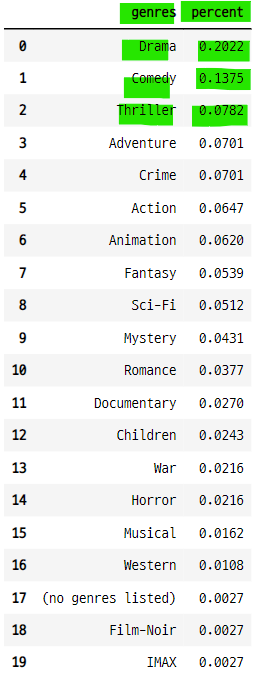 genres percent
0 Drama 0.2022
1 Comedy 0.1375
2 Thriller 0.0782
3 Adventure 0.0701
4 Crime 0.0701
5 Action 0.0647
6 Animation 0.0620
7 Fantasy 0.0539
8 Sci-Fi 0.0512
9 Mystery 0.0431
10 Romance 0.0377
11 Documentary 0.0270
12 Children 0.0243
13 War 0.0216
14 Horror 0.0216
15 Musical 0.0162
16 Western 0.0108
17 (no genres listed) 0.0027
18 Film-Noir 0.0027
19 IMAX 0.0027